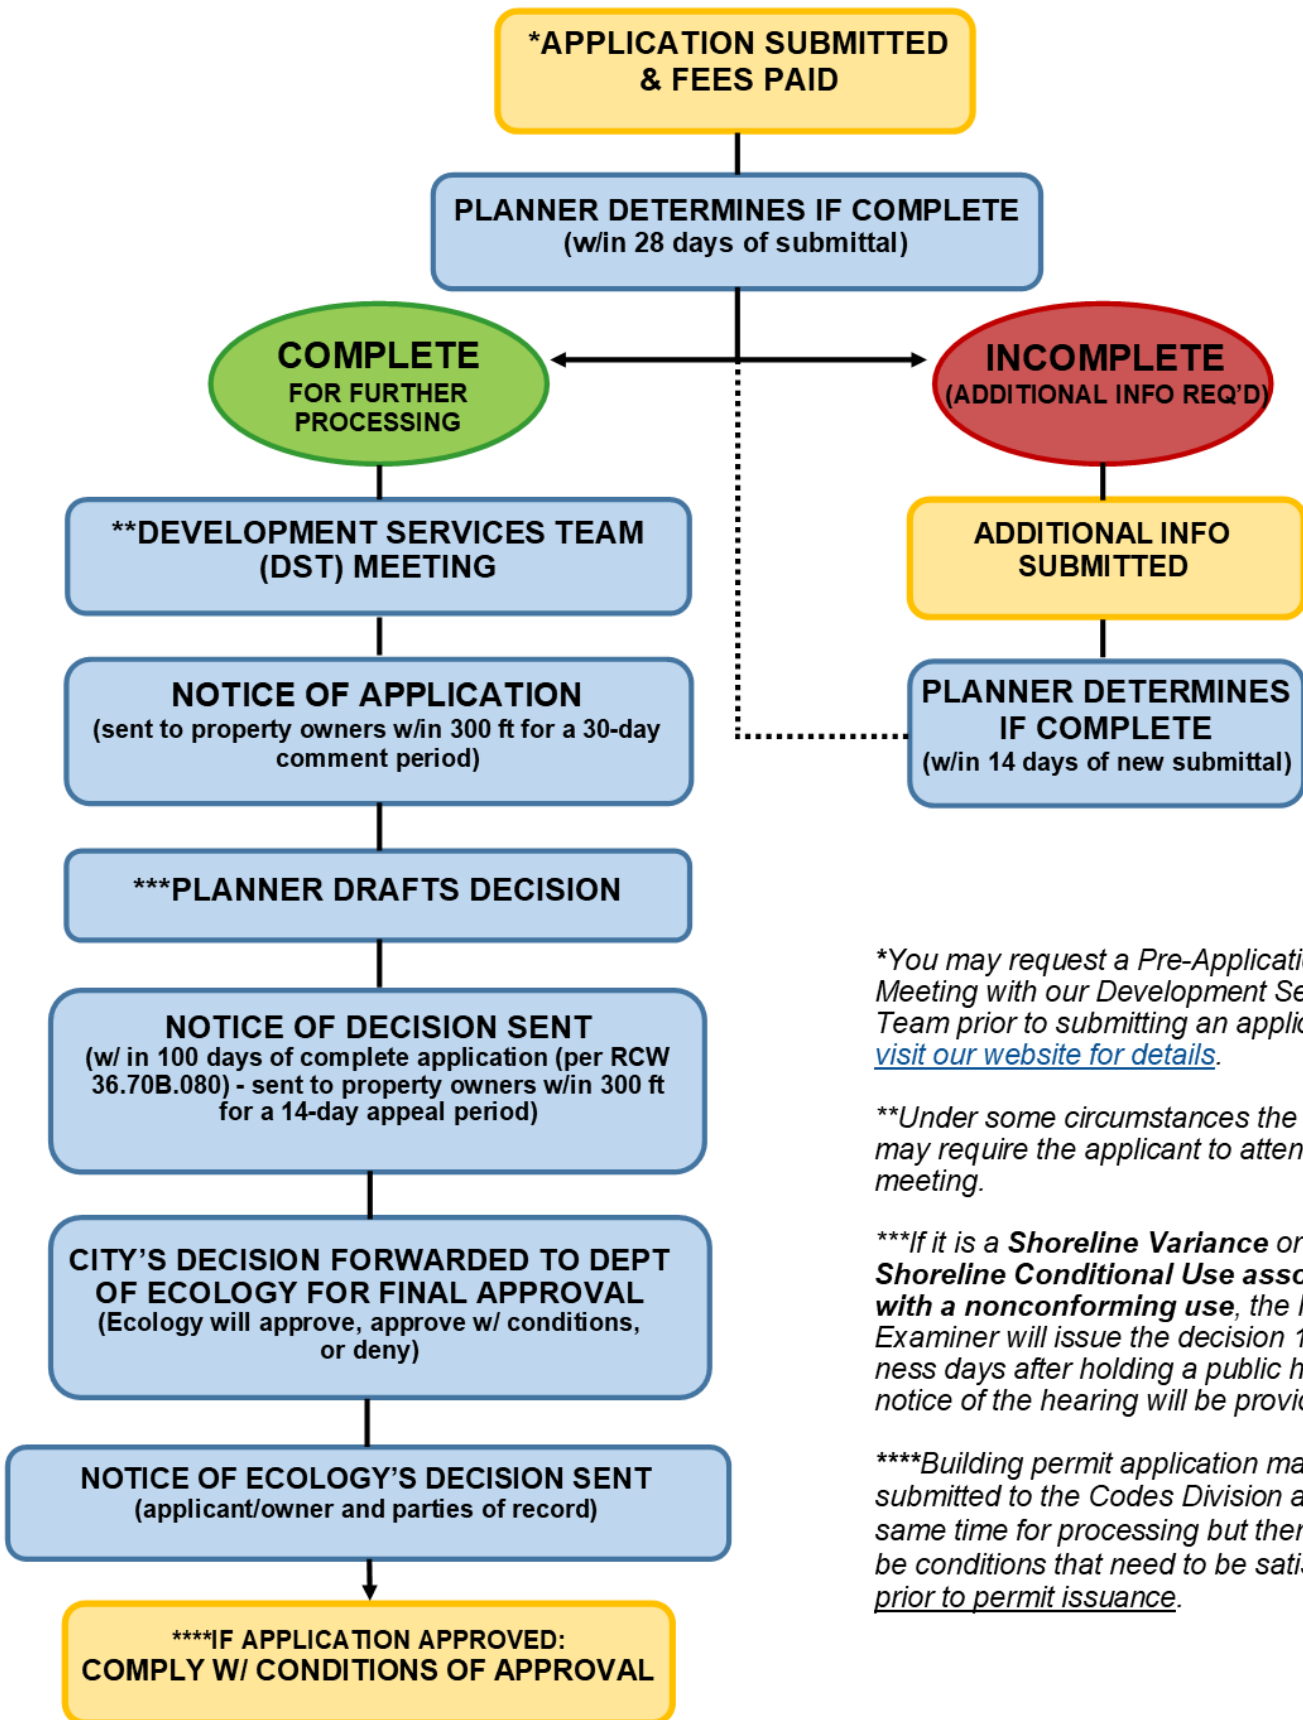 *APPLICATION SUBMITTED
& FEES PAID
PLANNER DETERMINES IF COMPLETE
(w/in 28 days of submittal)
COMPLETE
FOR FURTHER
PROCESSING
INCOMPLETE
(ADDITIONAL INFO REQ’D)
**DEVELOPMENT SERVICES TEAM
(DST) MEETING
ADDITIONAL INFO
SUBMITTED
NOTICE OF APPLICATION
(sent to property owners w/in 300 ft for a 30-day
comment period)
PLANNER DETERMINES
IF COMPLETE
(w/in 14 days of new submittal)
***PLANNER DRAFTS DECISION
NOTICE OF DECISION SENT
(w/ in 100 days of complete application (per RCW
36.70B.080) - sent to property owners w/in 300 ft
for a 14-day appeal period)
CITY’S DECISION FORWARDED TO DEPT
OF ECOLOGY FOR FINAL APPROVAL
(Ecology will approve, approve w/ conditions,
or deny)
NOTICE OF ECOLOGY’S DECISION SENT
(applicant/owner and parties of record)
****IF APPLICATION APPROVED:
COMPLY W/ CONDITIONS OF APPROVAL
*You may request a
Meeting with our Development
Team prior to submitting an
visit our website for details.
**Under some circumstances the
may require the applicant to
meeting.
***If it is a Shoreline Variance or
Shoreline Conditional Use
with a nonconforming use, the
Examiner will issue the decision
ness days after holding a public
notice of the hearing will be
****Building permit application
submitted to the Codes Division
same time for processing but
be conditions that need to be
prior to permit issuance.